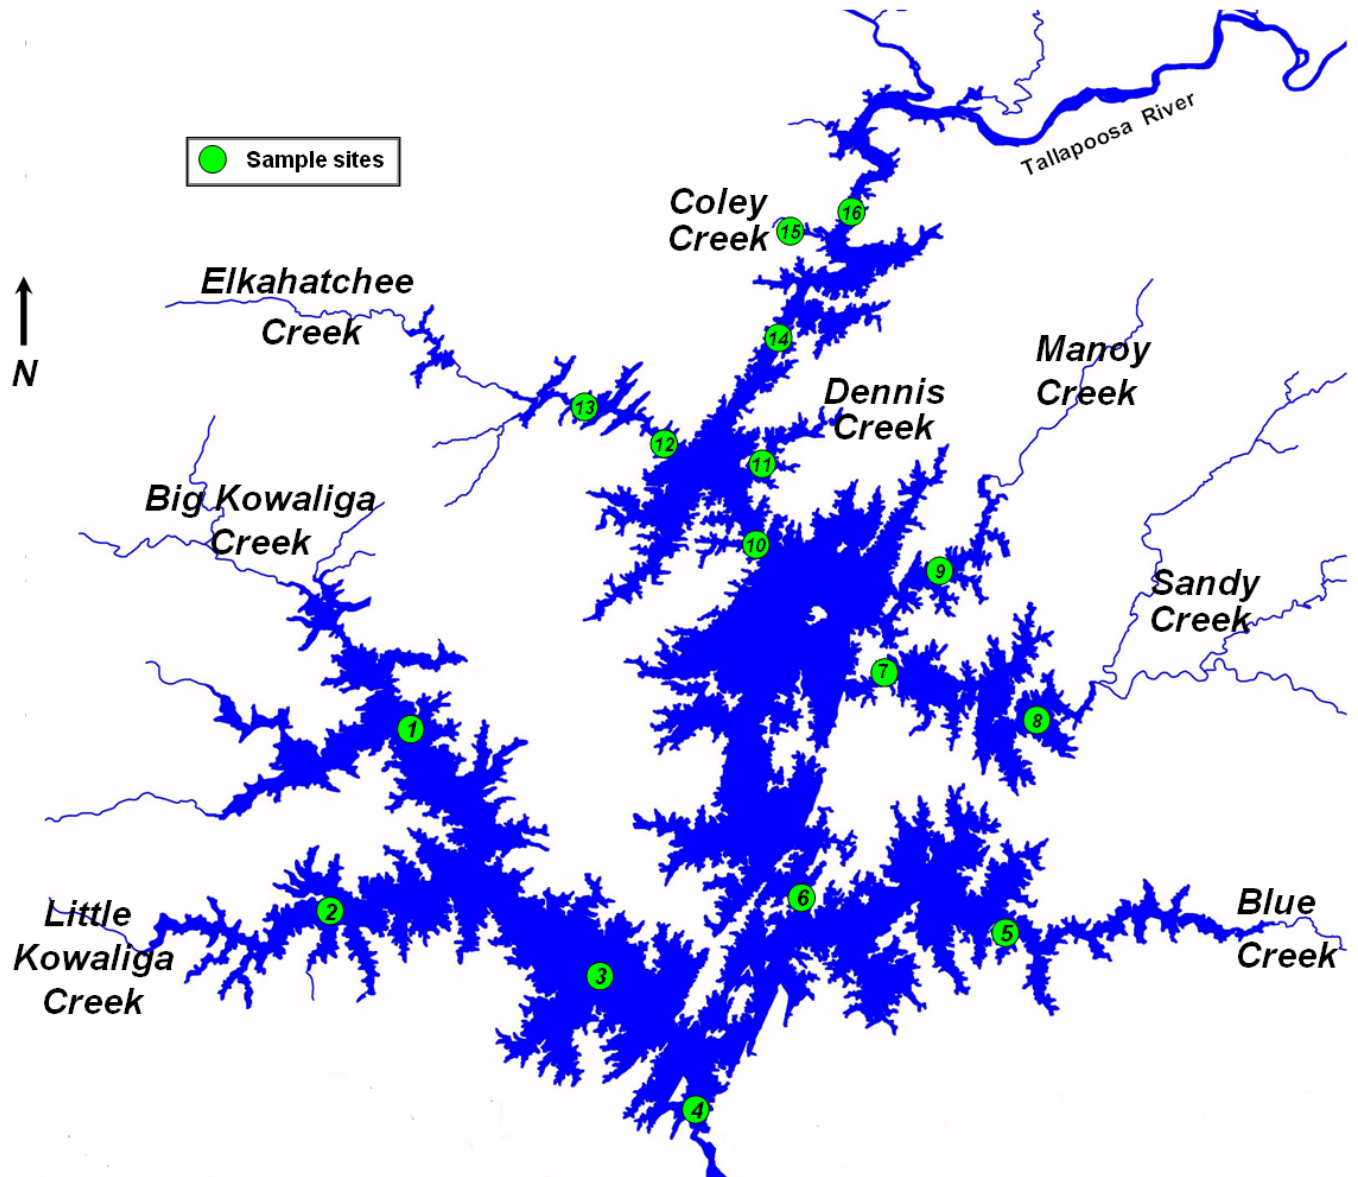 Tallapoosa River
Sample sites
Coley
Creek
16
15
Elkahatchee
Creek
N
14
Manoy
Creek
Dennis
Creek
13
12
11
Big Kowaliga
Creek
10
9
Sandy
Creek
7
8
1
6
Little
Kowaliga
Creek
2
5
Blue
Creek
3
4